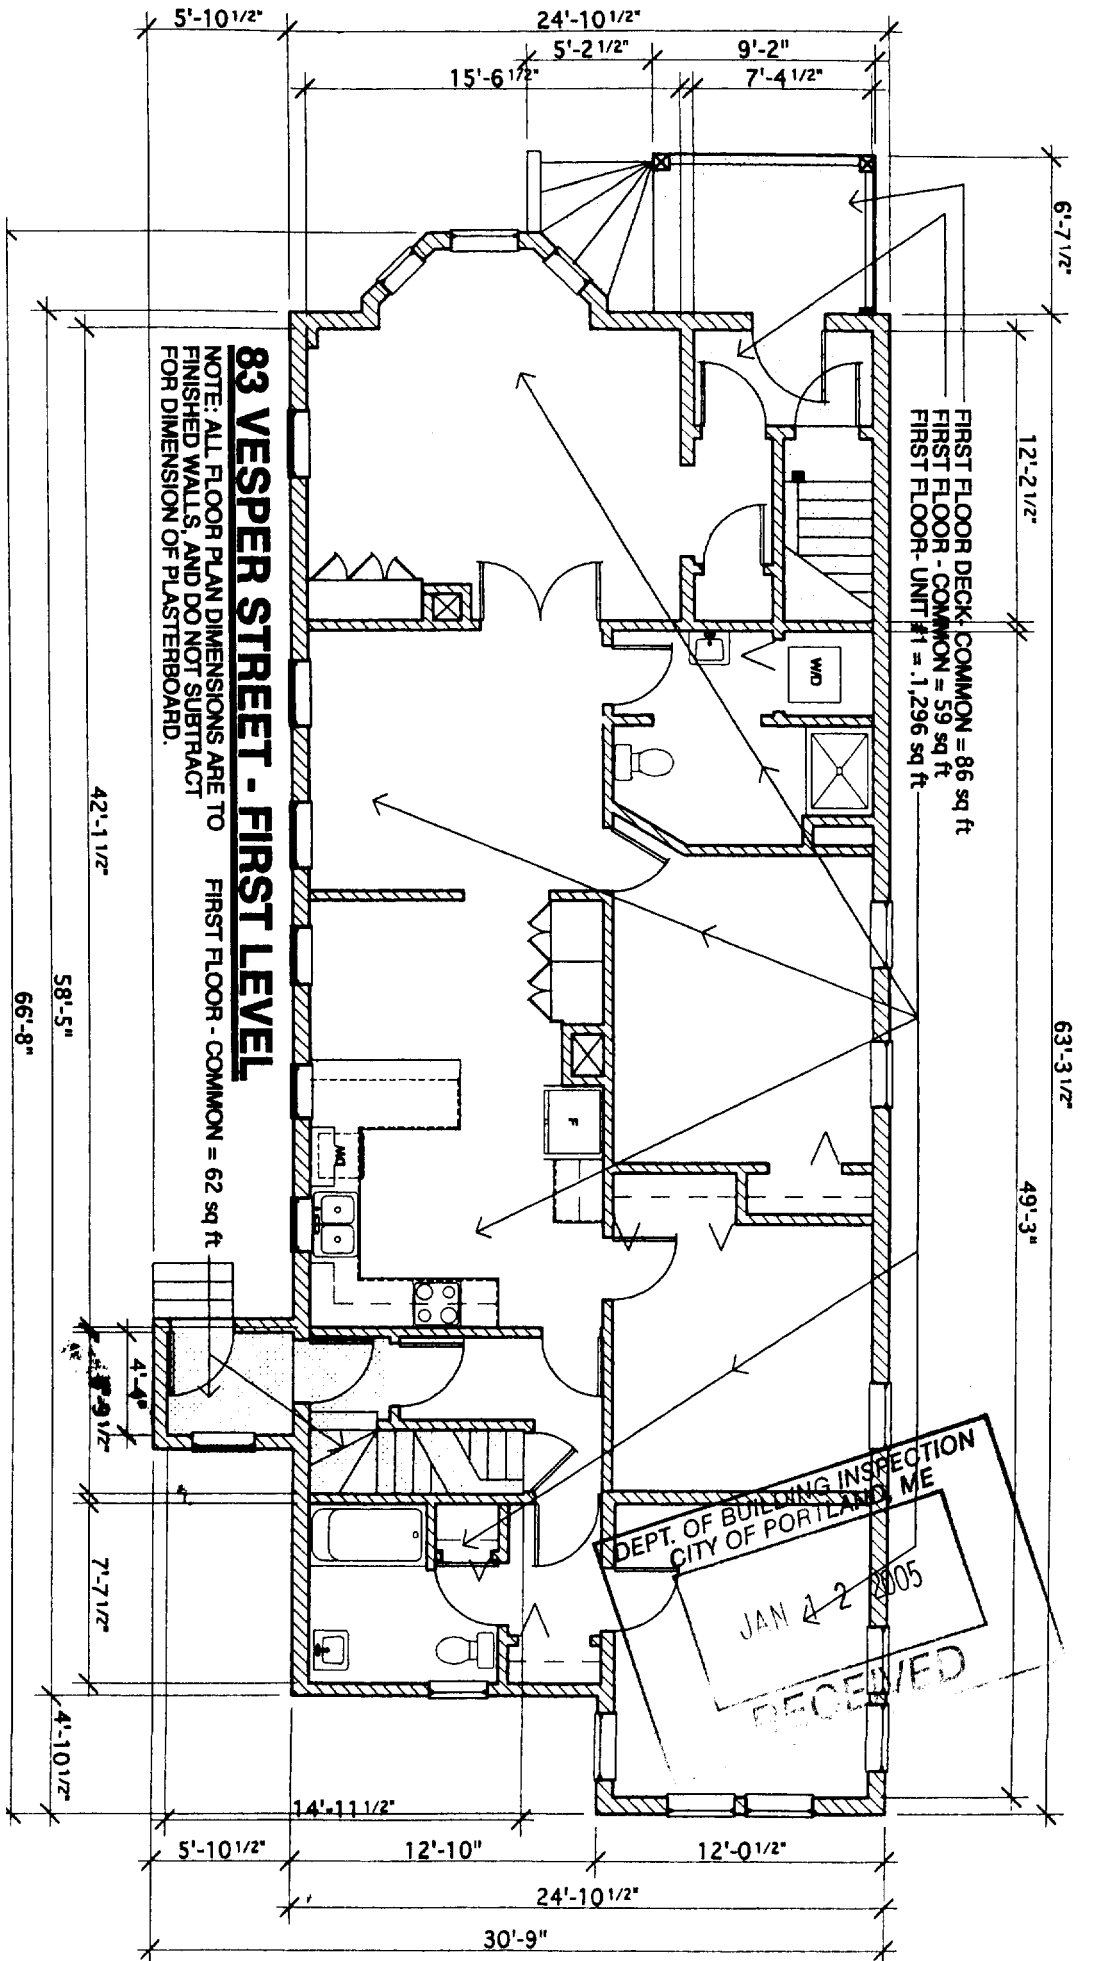 5'-10 1/2"
24'-10 1/2"
5'-2 1/2"
9'-2"
15'-6 1/2"
7'-4 1/2"
6'-7 1/2"
12'-2 1/2"
63'-3 1/2"
49'-3"
FIRST FLOOR DECK- COMMON = 86 sq ft
FIRST FLOOR - COMMON = 59 sq ft
FIRST FLOOR- UNIT #1 = 1,296 sq ft
W/D
F
DW
83 VESPER STREET - FIRST LEVEL
NOTE: ALL FLOOR PLAN DIMENSIONS ARE TO
FINISHED WALLS, AND DO NOT SUBTRACT
FOR DIMENSION OF PLASTERBOARD.
FIRST FLOOR - COMMON = 62 sq ft
42'-1 1/2"
58'-5"
66'-8"
4'-4"
7'-7 1/2"
4'-10 1/2"
DEPT. OF BUILDING INSPECTION
CITY OF PORTLAND, ME
JAN 12 2005
RECEIVED
14'-11 1/2"
5'-10 1/2"
12'-10"
12'-0 1/2"
24'-10 1/2"
30'-9"